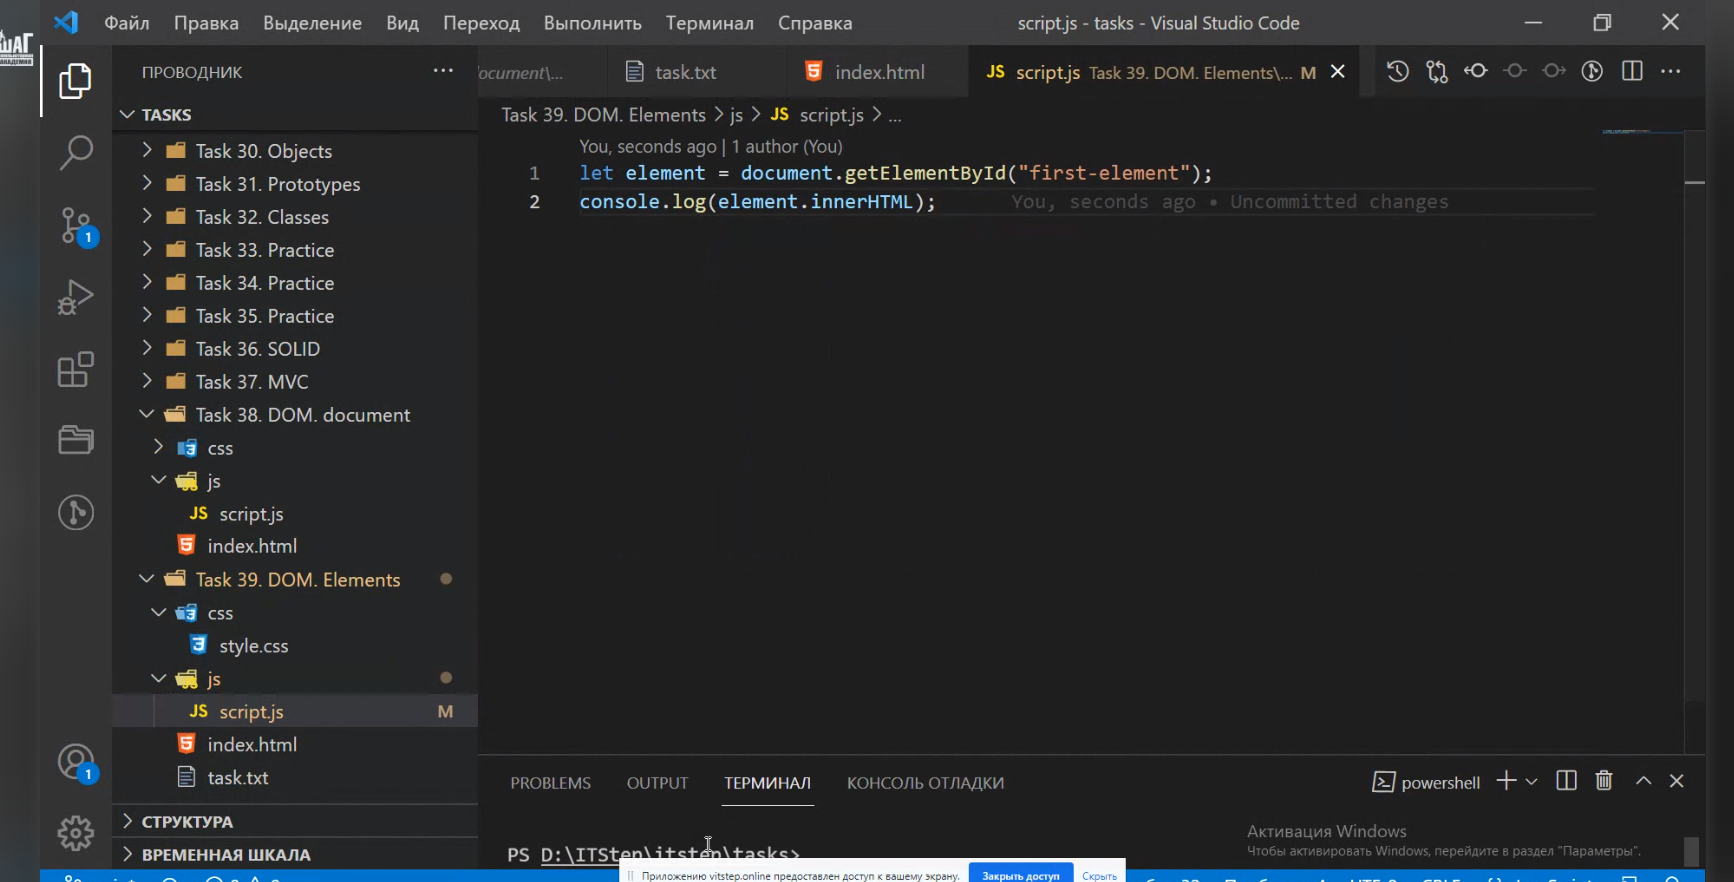 ШАГ
АКАДЕМИЯ
Файл Правка Выделение Вид Переход Выполнить Терминал Справка
script.js - tasks - Visual Studio Code
ПРОВОДНИК
ocument\...
task.txt
index.html
JS script.js Task 39. DOM. Elements\... M
TASKS
Task 39. DOM. Elements > js > JS script.js > ...
Task 30. Objects
Task 31. Prototypes
Task 32. Classes
Task 33. Practice
Task 34. Practice
Task 35. Practice
Task 36. SOLID
Task 37. MVC
Task 38. DOM. document
css
js
JS script.js
index.html
Task 39. DOM. Elements
css
style.css
js
JS script.js M
index.html
task.txt
СТРУКТУРА
ВРЕМЕННАЯ ШКАЛА
1
1
You, seconds ago | 1 author (You)
1 let element = document.getElementById("first-element");
2 console.log(element.innerHTML); You, seconds ago • Uncommitted changes
PROBLEMS OUTPUT ТЕРМИНАЛ КОНСОЛЬ ОТЛАДКИ
powershell
PS D:\ITStep\itstep\tasks>
Активация Windows
Чтобы активировать Windows, перейдите в раздел "Параметры".
Приложению vitstep.online предоставлен доступ к вашему экрану.
Закрыть доступ
Скрыть